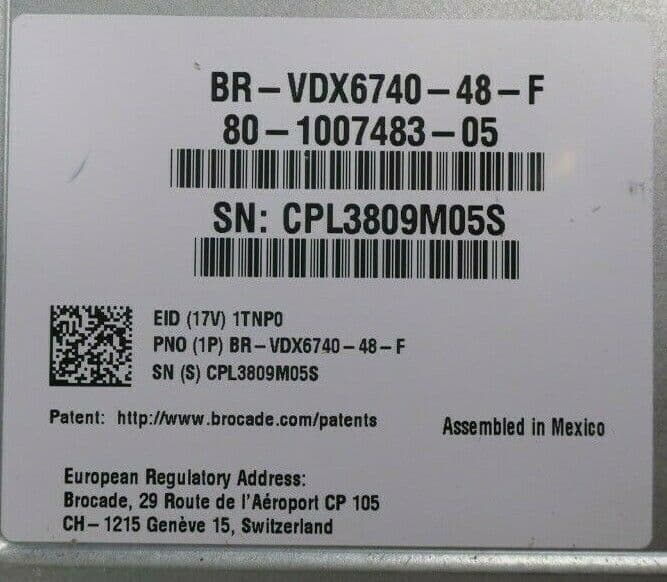 BR-VDX6740-48-F
80-1007483-05
SN: CPL3809M05S
EID (17V) 1TNP0
PNO (1P) BR-VDX6740-48-F
SN (S) CPL3809M05S
Patent: http://www.brocade.com/patents
Assembled in Mexico
European Regulatory Address:
Brocade, 29 Route de l'Aéroport CP 105
CH-1215 Genève 15, Switzerland